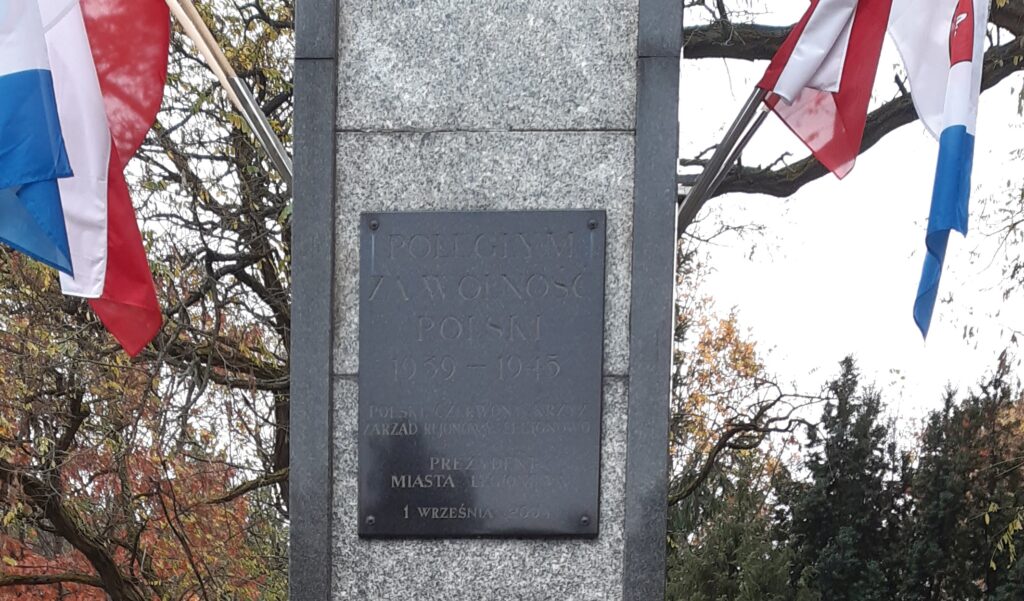 POLEGŁYM
ZA WOLNOŚĆ
POLSKI
1939 – 1945
POLSKI CZERWONY KRZYŻ
ZARZĄD REJONOWY LEGIONOWO
PREZYDENT
MIASTA LEGIONOWO
1 WRZEŚNIA